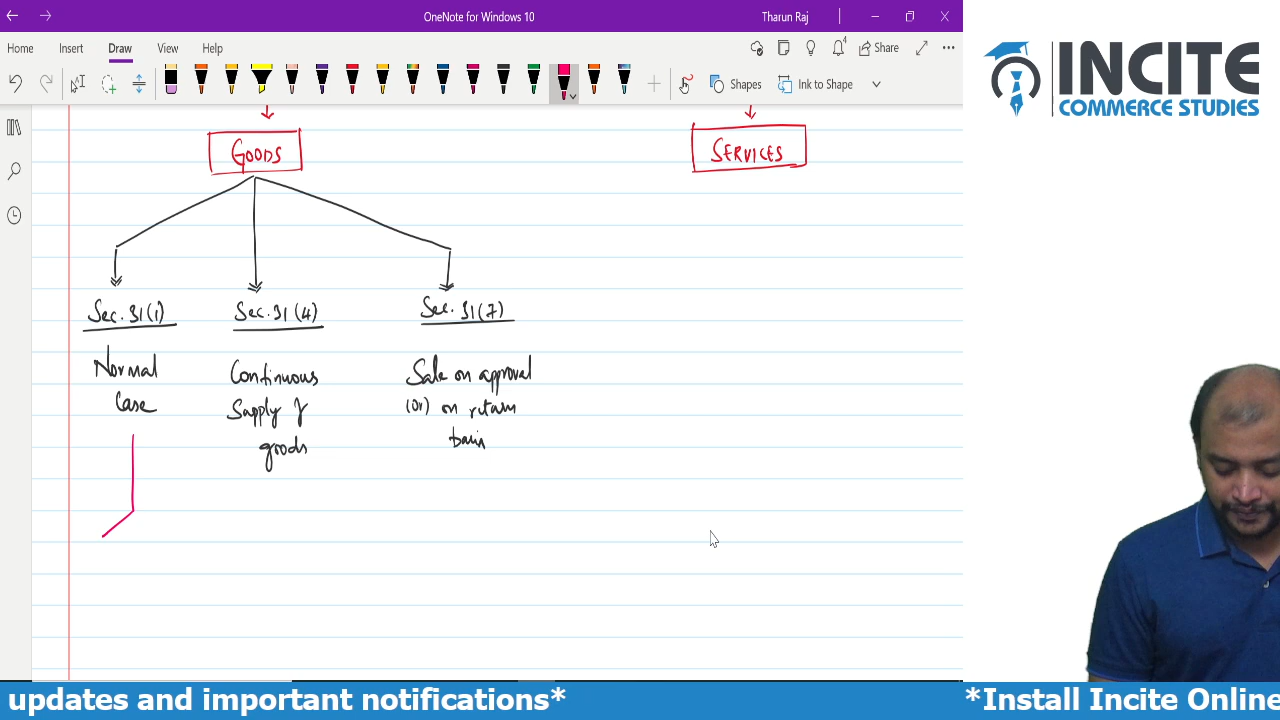 OneNote for Windows 10
Tharun Raj
Home Insert Draw View Help
4
Share
Shapes
Ink to Shape
INCITE
COMMERCE STUDIES
GOODS
SERVICES
Sec. 31(1)
Sec. 31(4)
Sec. 31(7)
Normal
Case
Continuous
Supply of
goods
Sale on approval
(or) on return
basis
updates and important notifications*
*Install Incite Online